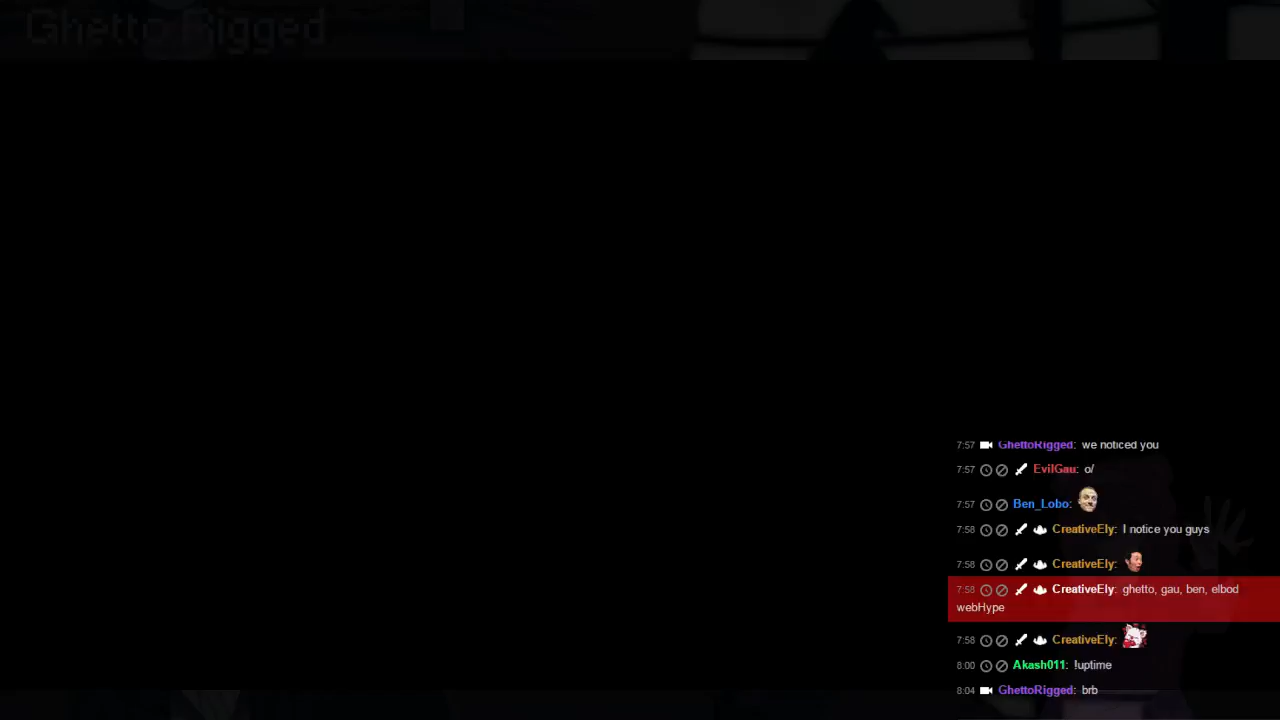 Ghetto Rigged
7:57 GhettoRigged: we noticed you
7:57 EvilGau: o/
7:57 Ben_Lobo:
7:58 CreativeEly: I notice you guys
7:58 CreativeEly:
7:58 CreativeEly: ghetto, gau, ben, elbod
webHype
7:58 CreativeEly:
8:00 Akash011: !uptime
8:04 GhettoRigged: brb